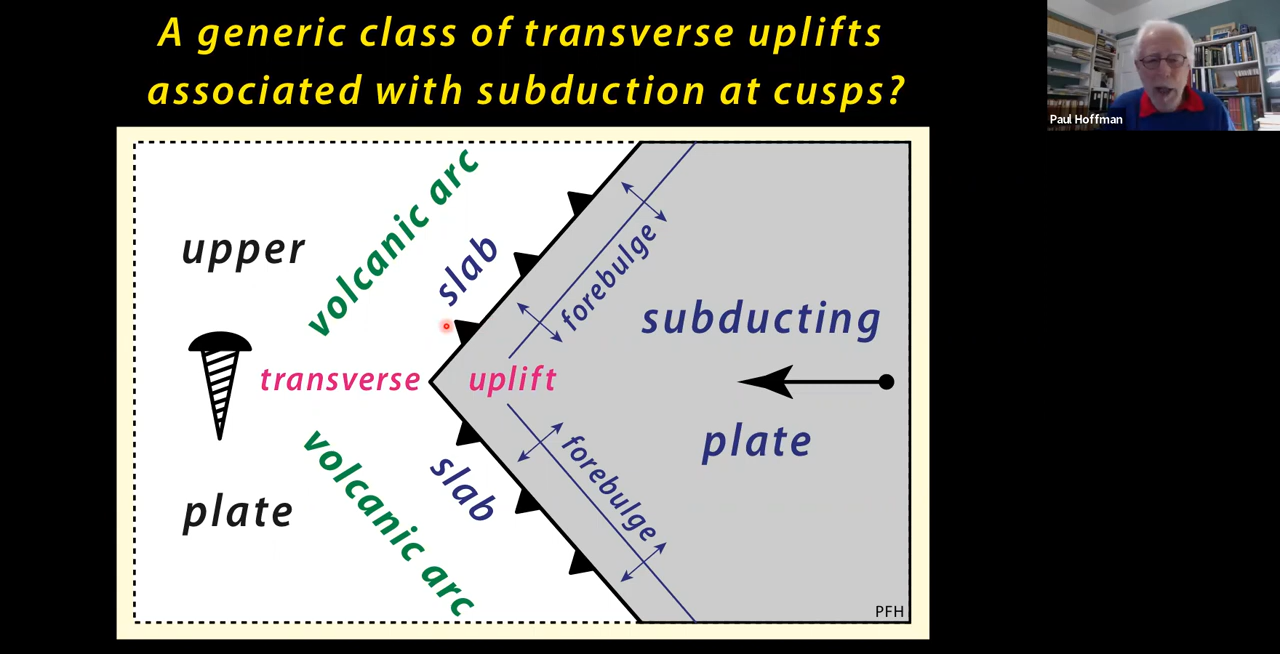 A generic class of transverse uplifts
associated with subduction at cusps?
Paul Hoffman
upper
plate
volcanic arc
slab
forebulge
transverse uplift
subducting
plate
volcanic arc
slab
forebulge
PFH